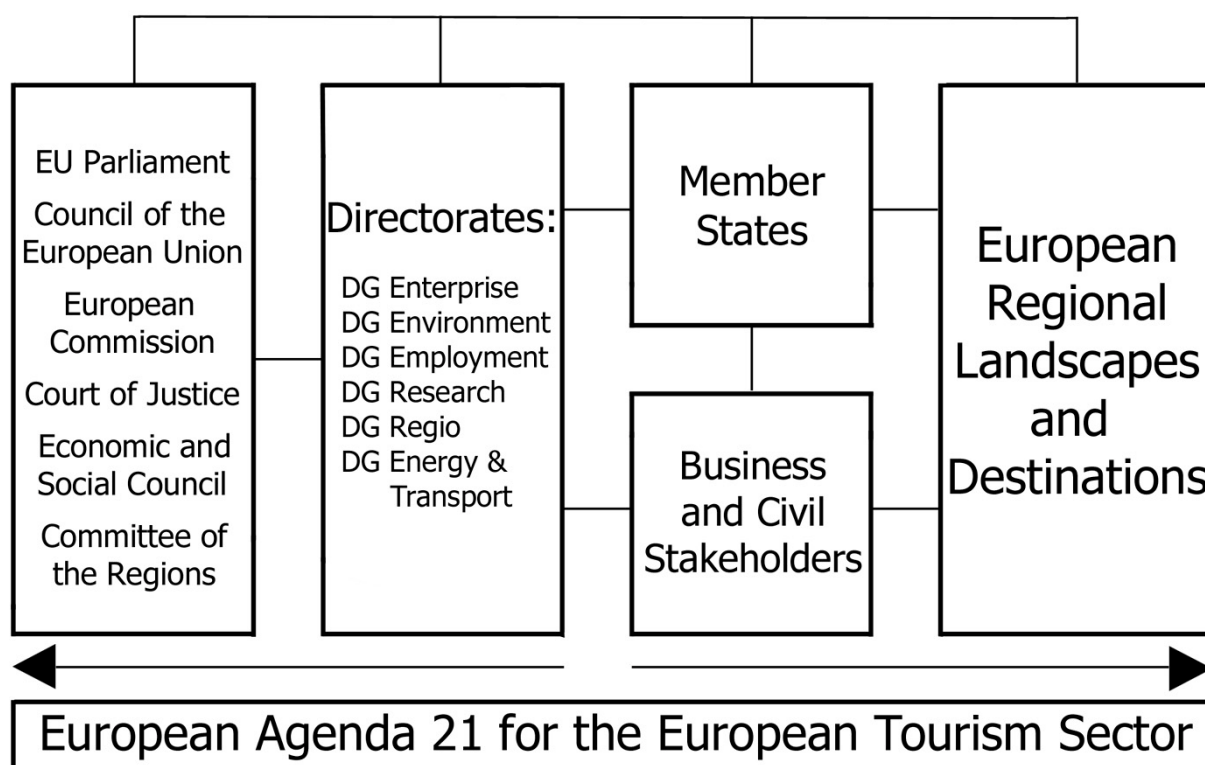 EU Parliament
Council of the
European Union
European
Commission
Court of Justice
Economic and
Social Council
Committee of
the Regions
Directorates:
DG Enterprise
DG Environment
DG Employment
DG Research
DG Regio
DG Energy &
Transport
Member
States
Business
and Civil
Stakeholders
European
Regional
Landscapes
and
Destinations
European Agenda 21 for the European Tourism Sector